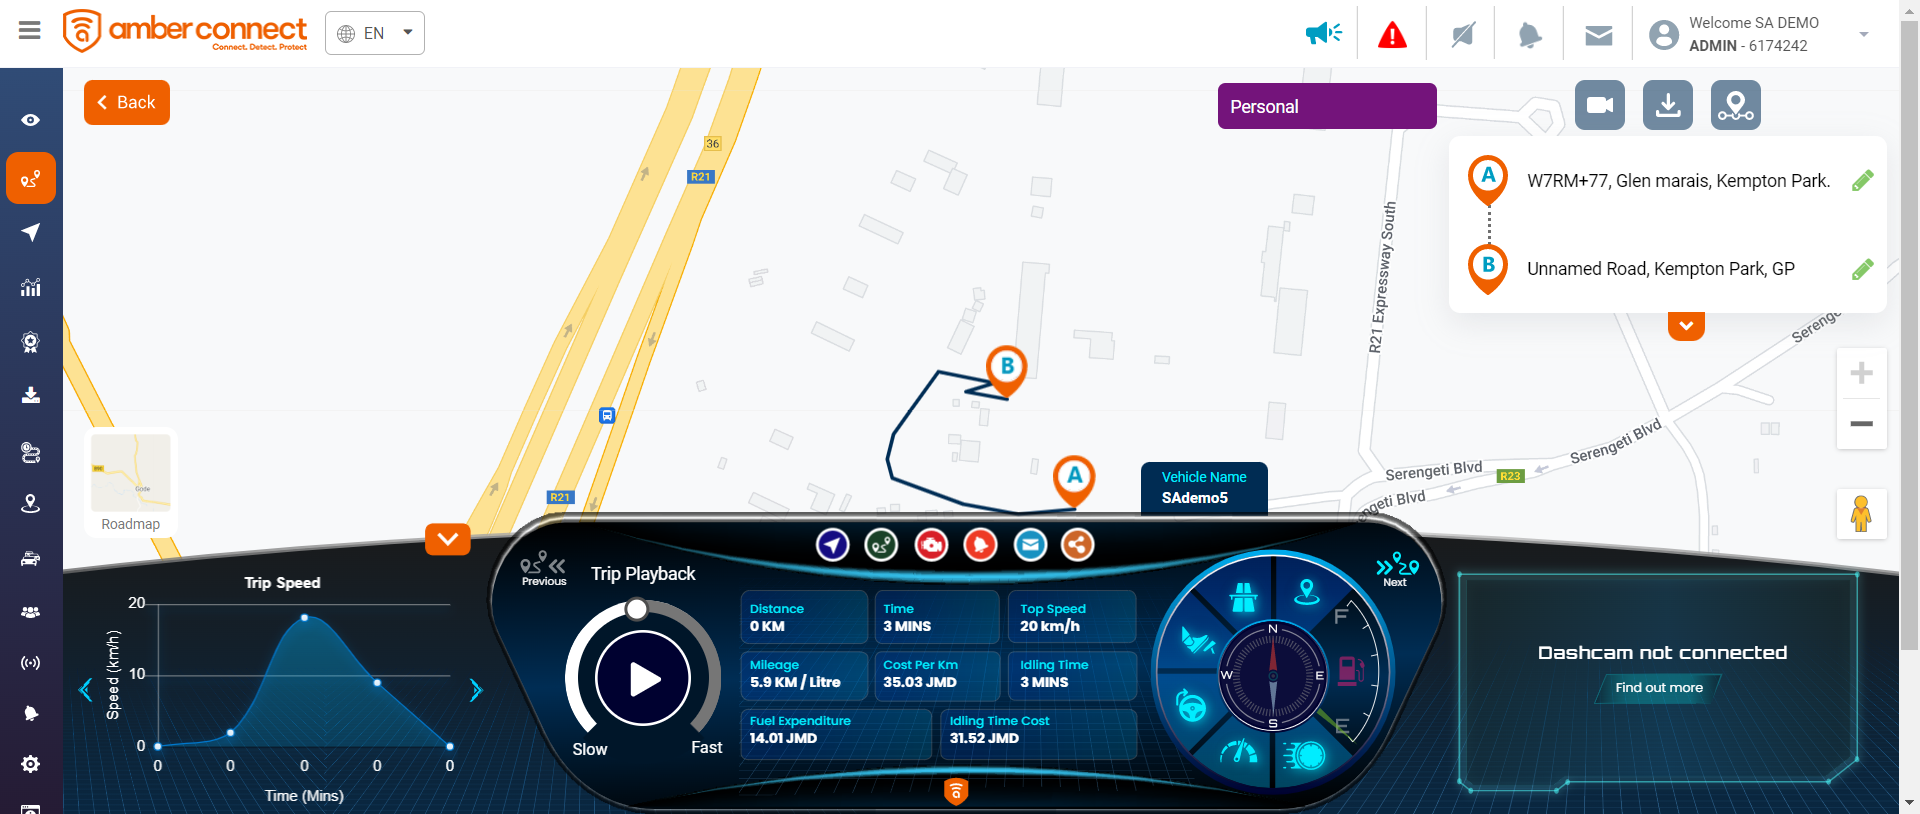 amber connect
Connect. Detect. Protect
EN
Welcome SA DEMO
ADMIN - 6174242
Back
Personal
A
W7RM+77, Glen marais, Kempton Park.
B
Unnamed Road, Kempton Park, GP
36
R21
R21 Expressway South
Serenge
B
A
Vehicle Name
SAdemo5
Serengeti Blvd
R23
Serengeti Blvd
engeti Blvd
R21
Gode
Roadmap
Previous
Trip Playback
Slow
Fast
Next
Trip Speed
20
10
0
Speed (km/h)
0
0
0
0
0
Time (Mins)
Distance
0 KM
Time
3 MINS
Top Speed
20 km/h
Mileage
5.9 KM / Litre
Cost Per Km
35.03 JMD
Idling Time
3 MINS
Fuel Expenditure
14.01 JMD
Idling Time Cost
31.52 JMD
N
W
E
S
F
E
Dashcam not connected
Find out more